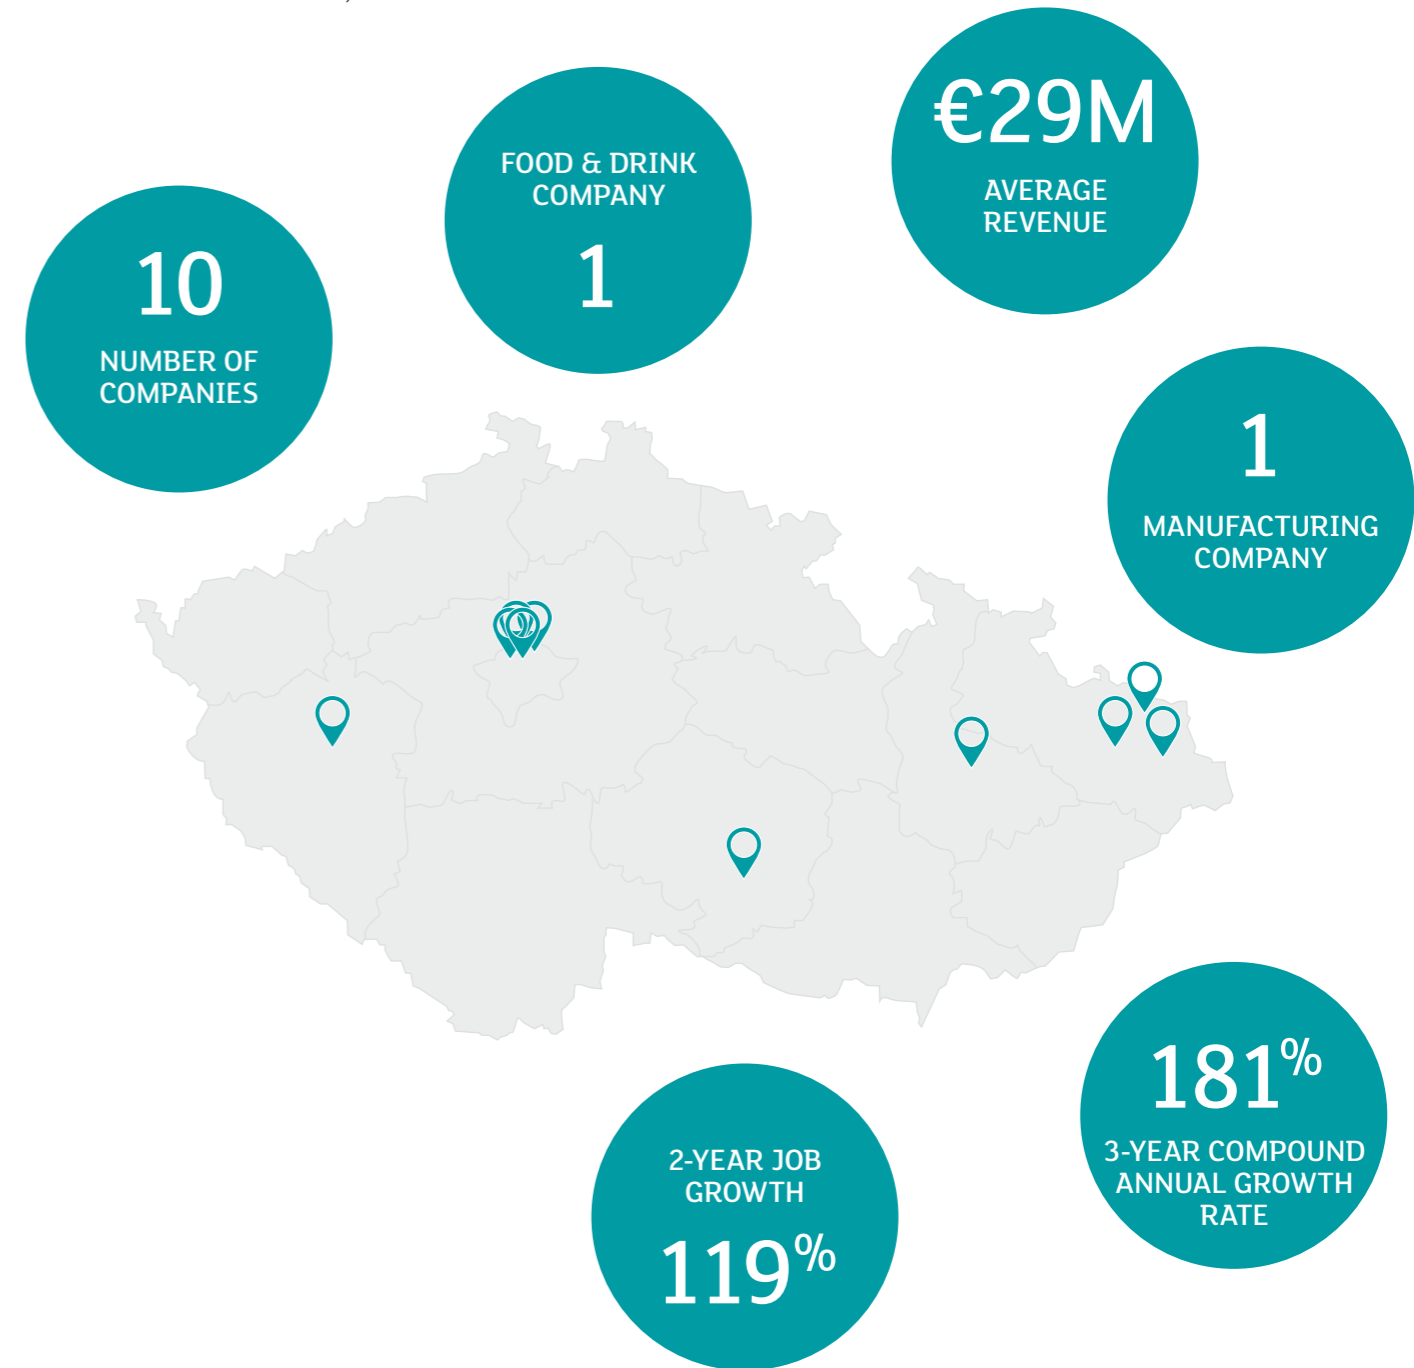 €29M
AVERAGE
REVENUE
FOOD & DRINK
COMPANY
1
10
NUMBER OF
COMPANIES
1
MANUFACTURING
COMPANY
181%
3-YEAR COMPOUND
ANNUAL GROWTH
RATE
2-YEAR JOB
GROWTH
119%